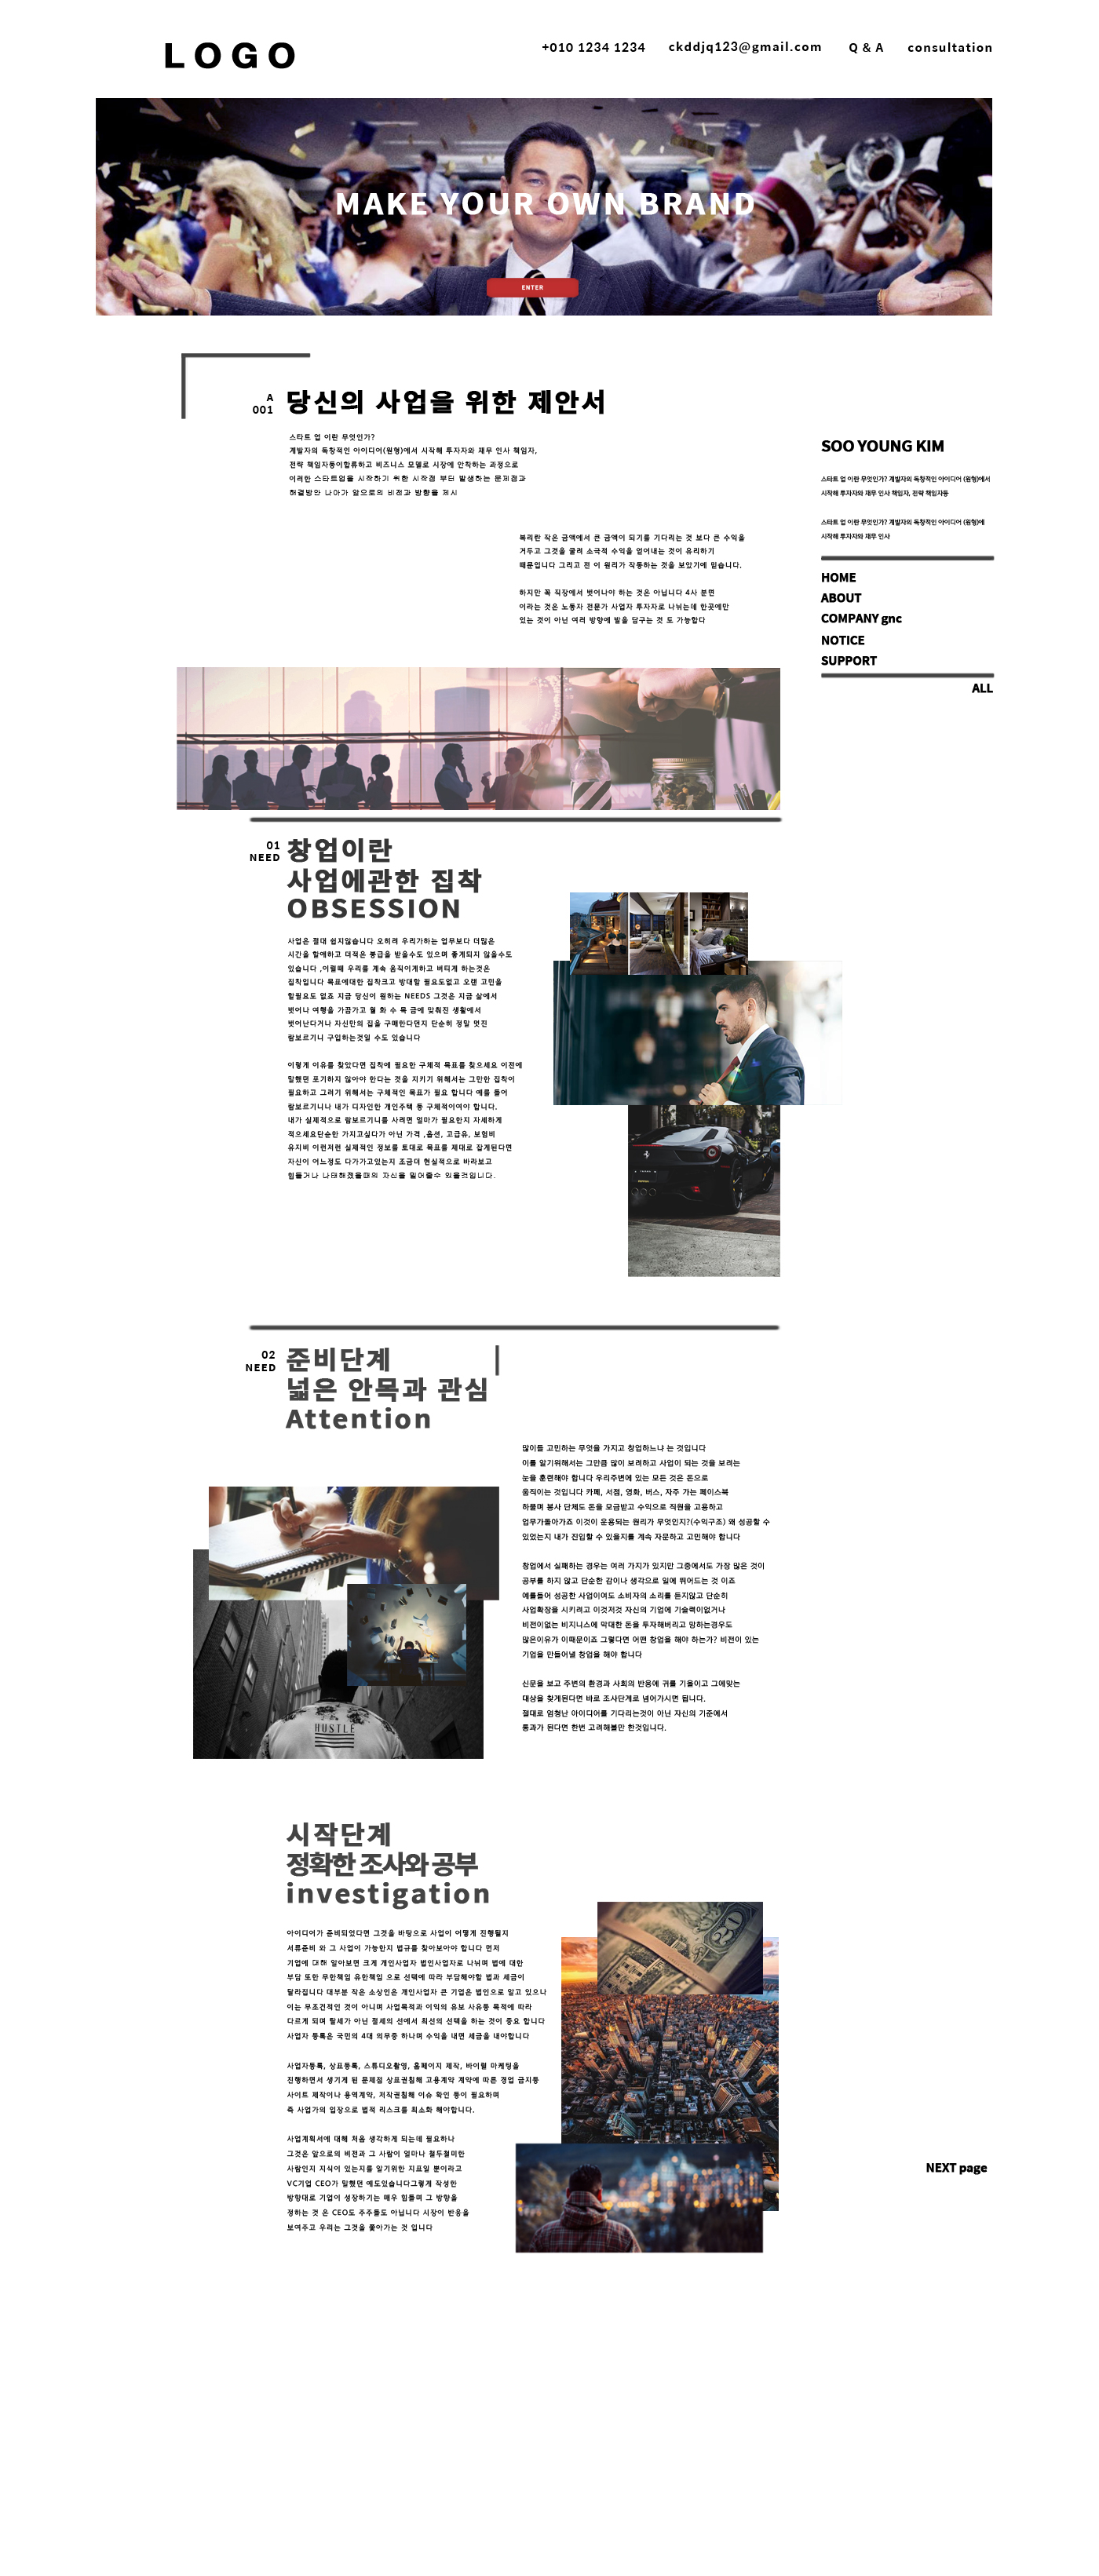 LOGO
+010 1234 1234
ckddjq123@gmail.com
Q & A
consultation
MAKE YOUR OWN BRAND
ENTER
A
001
당신의 사업을 위한 제안서
스타트 업 이란 무엇인가?
계발자의 독창적인 아이디어(원형)에서 시작해 투자자와 재무 인사 책임자,
전략 책임자등이합류하고 비즈니스 모델로 시장에 안착하는 과정으로
이러한 스타트업을 시작하기 위한 시작점 부터 발생하는 문제점과
해결방안 나아가 앞으로의 비전과 방향을 제시
복리란 작은 금액에서 큰 금액이 되기를 기다리는 것 보다 큰 수익을
거두고 그것을 굴려 소극적 수익을 얻어내는 것이 유리하기
때문입니다 그리고 전 이 원리가 작동하는 것을 보았기에 믿습니다.
하지만 꼭 직장에서 벗어나야 하는 것은 아닙니다 4사 분면
이라는 것은 노동자 전문가 사업자 투자자로 나뉘는데 한곳에만
있는 것이 아닌 여러 방향에 발을 담구는 것 도 가능합다
SOO YOUNG KIM
스타트 업 이란 무엇인가? 계발자의 독창적인 아이디어 (원형)에서
시작해 투자자와 재무 인사 책임자, 전략 책임자등
스타트 업 이란 무엇인가? 계발자의 독창적인 아이디어 (원형)에
시작해 투자자와 재무 인사
HOME
ABOUT
COMPANY gnc
NOTICE
SUPPORT
ALL
01
NEED
창업이란
사업에관한 집착
OBSESSION
사업은 절대 쉽지않습니다 오히려 우리가하는 업무보다 더많은
시간을 할애하고 더적은 봉급을 받을수도 있으며 좋게되지 않을수도
있습니다 ,이럴때 우리를 계속 움직이게하고 버티게 하는것은
집착입니다 목표에대한 집착크고 방대할 필요도없고 오랜 고민을
할필요도 없죠 지금 당신이 원하는 NEEDS 그것은 지금 삶에서
벗어나 여행을 가끔가고 월 화 수 목 금에 맞춰진 생활에서
벗어난다거나 자신만의 집을 구매한다던지 단순히 정말 멋진
람보르기니 구입하는것일 수도 있습니다
이렇게 이유를 찾았다면 집착에 필요한 구체적 목표를 찾으세요 이전에
말했던 포기하지 않아야 한다는 것을 지키기 위해서는 그만한 집착이
필요하고 그러기 위해서는 구체적인 목표가 필요 합니다 예를 들어
람보르기니나 내가 디자인한 개인주택 등 구체적이여야 합니다.
내가 실제적으로 람보르기니를 사려면 얼마가 필요한지 자세하게
적으세요단순한 가지고싶다가 아닌 가격 ,옵션, 고급유, 보험비
유지비 이런저런 실제적인 정보를 토대로 목표를 제대로 잡게된다면
자신이 어느정도 다가가고있는지 조금더 현실적으로 바라보고
힘들거나 나태해졌을때의 자신을 밀어줄수 있을것입니다.
02
NEED
준비단계
넓은 안목과 관심
Attention
많이들 고민하는 무엇을 가지고 창업하느냐 는 것입니다
이를 알기위해서는 그만큼 많이 보려하고 사업이 되는 것을 보려는
눈을 훈련해야 합니다 우리주변에 있는 모든 것은 돈으로
움직이는 것입니다 카페, 서점, 영화, 버스, 자주 가는 페이스북
하물며 봉사 단체도 돈을 모금받고 수익으로 직원을 고용하고
업무가돌아가죠 이것이 운용되는 원리가 무엇인지?(수익구조) 왜 성공할 수
있었는지 내가 진입할 수 있을지를 계속 자문하고 고민해야 합니다
창업에서 실패하는 경우는 여러 가지가 있지만 그중에서도 가장 많은 것이
공부를 하지 않고 단순한 감이나 생각으로 일에 뛰어드는 것 이죠
예를들어 성공한 사업이여도 소비자의 소리를 듣지않고 단순히
사업확장을 시키려고 이것저것 자신의 기업에 기술력이없거나
비전이없는 비지니스에 막대한 돈을 투자해버리고 망하는경우도
많은이유가 이때문이죠 그렇다면 어떤 창업을 해야 하는가? 비전이 있는
기업을 만들어낼 창업을 해야 합니다
신문을 보고 주변의 환경과 사회의 반응에 귀를 기울이고 그에맞는
대상을 찾게된다면 바로 조사단계로 넘어가시면 됩니다.
절대로 엄청난 아이디어를 기다리는것이 아닌 자신의 기준에서
통과가 된다면 한번 고려해볼만 한것입니다.
HUSTLE
시작단계
정확한 조사와 공부
investigation
아이디어가 준비되었다면 그것을 바탕으로 사업이 어떻게 진행될지
서류준비 와 그 사업이 가능한지 법규를 찾아보아야 합니다 먼저
기업에 대해 알아보면 크게 개인사업자 법인사업자로 나뉘며 법에 대한
부담 또한 무한책임 유한책임 으로 선택에 따라 부담해야할 법과 세금이
달라집니다 대부분 작은 소상인은 개인사업자 큰 기업은 법인으로 알고 있으나
이는 무조건적인 것이 아니며 사업목적과 이익의 유보 사유등 목적에 따라
다르게 되며 탈세가 아닌 절세의 선에서 최선의 선택을 하는 것이 중요 합니다
사업자 등록은 국민의 4대 의무중 하나며 수익을 내면 세금을 내야합니다
사업자등록, 상표등록, 스튜디오촬영, 홈페이지 제작, 바이럴 마케팅을
진행하면서 생기게 된 문제점 상표권침해 고용계약 계약에 따른 경업 금지등
사이트 제작이나 용역계약, 저작권침해 이슈 확인 등이 필요하며
즉 사업가의 입장으로 법적 리스크를 최소화 해야합니다.
사업계획서에 대해 처음 생각하게 되는데 필요하나
그것은 앞으로의 비전과 그 사람이 얼마나 철두철미한
사람인지 지식이 있는지를 알기위한 지표일 뿐이라고
VC기업 CEO가 말했던 예도있습니다그렇게 작성한
방향대로 기업이 성장하기는 매우 힘들며 그 방향을
정하는 것 은 CEO도 주주들도 아닙니다 시장이 반응을
보여주고 우리는 그것을 쫓아가는 것 입니다
NEXT page